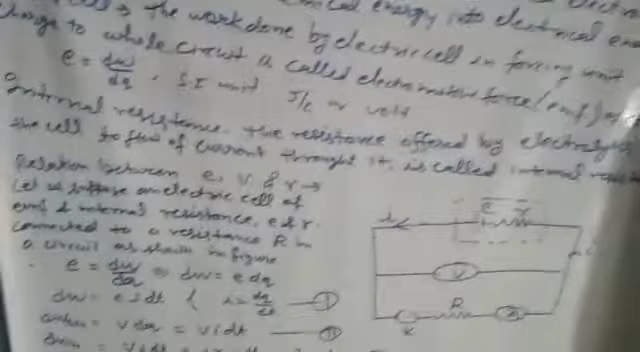 energy into electrical
the work done by electric cell in forcing unit
charge to whole circuit is called electromotive force (emf)
e = dw/dq , S.I unit J/C or volt
Internal resistance. The resistance offered by electrolyte
the cell to flow of current through it, is called internal
Relation between e, V & r →
Let us suppose an electric cell of
emf & internal resistance, e & r.
connected to a resistance R in
a circuit as shown in figure
e = dw/dq ⇒ dw = e dq
dw = e i dt { i = dq/dt — ①
= V dq = V i dt — ②
e r
i
V
R
K